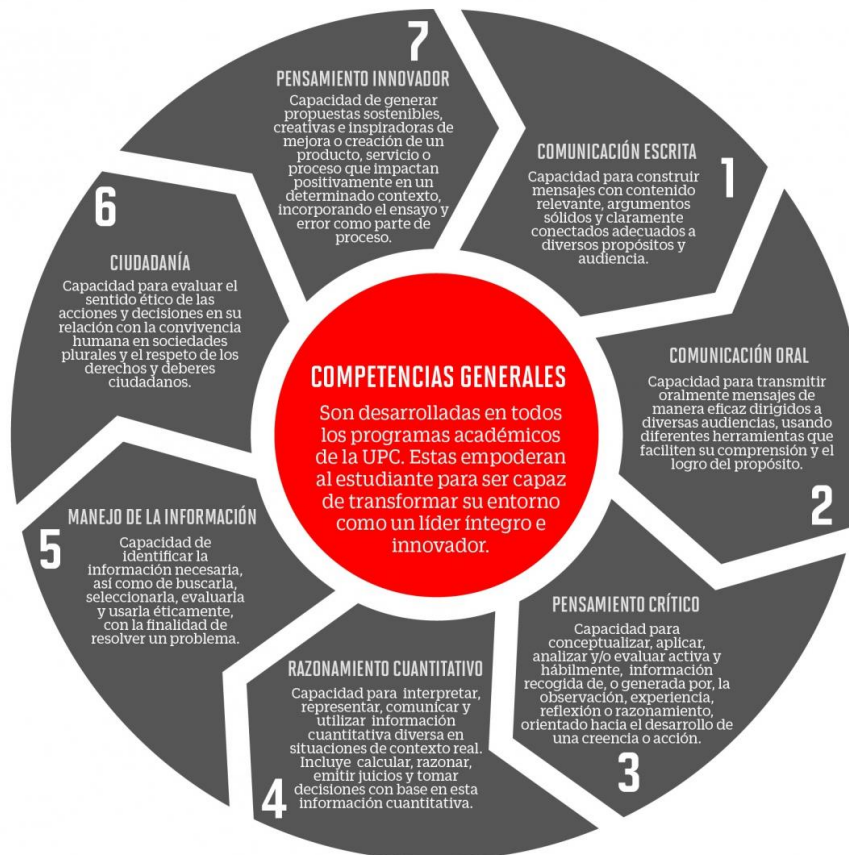 COMPETENCIAS GENERALES
Son desarrolladas en todos
los programas académicos
de la UPC. Estas empoderan
al estudiante para ser capaz
de transformar su entorno
como un líder íntegro e
innovador.
1
COMUNICACIÓN ESCRITA
Capacidad para construir
mensajes con contenido
relevante, argumentos
sólidos y claramente
conectados adecuados a
diversos propósitos y
audiencia.
2
COMUNICACIÓN ORAL
Capacidad para transmitir
oralmente mensajes de
manera eficaz dirigidos a
diversas audiencias, usando
diferentes herramientas que
faciliten su comprensión y el
logro del propósito.
3
PENSAMIENTO CRÍTICO
Capacidad para
conceptualizar, aplicar,
analizar y/o evaluar activa y
hábilmente, información
recogida de, o generada por, la
observación, experiencia,
reflexión o razonamiento,
orientado hacia el desarrollo de
una creencia o acción.
4
RAZONAMIENTO CUANTITATIVO
Capacidad para interpretar,
representar, comunicar y
utilizar información
cuantitativa diversa en
situaciones de contexto real.
Incluye calcular, razonar,
emitir juicios y tomar
decisiones con base en esta
información cuantitativa.
5
MANEJO DE LA INFORMACIÓN
Capacidad de
identificar la
información necesaria,
así como de buscarla,
seleccionarla, evaluarla
y usarla éticamente,
con la finalidad de
resolver un problema.
6
CIUDADANÍA
Capacidad para evaluar el
sentido ético de las
acciones y decisiones en su
relación con la convivencia
humana en sociedades
plurales y el respeto de los
derechos y deberes
ciudadanos.
7
PENSAMIENTO INNOVADOR
Capacidad de generar
propuestas sostenibles,
creativas e inspiradoras de
mejora o creación de un
producto, servicio o
proceso que impactan
positivamente en un
determinado contexto,
incorporando el ensayo y
error como parte de
proceso.